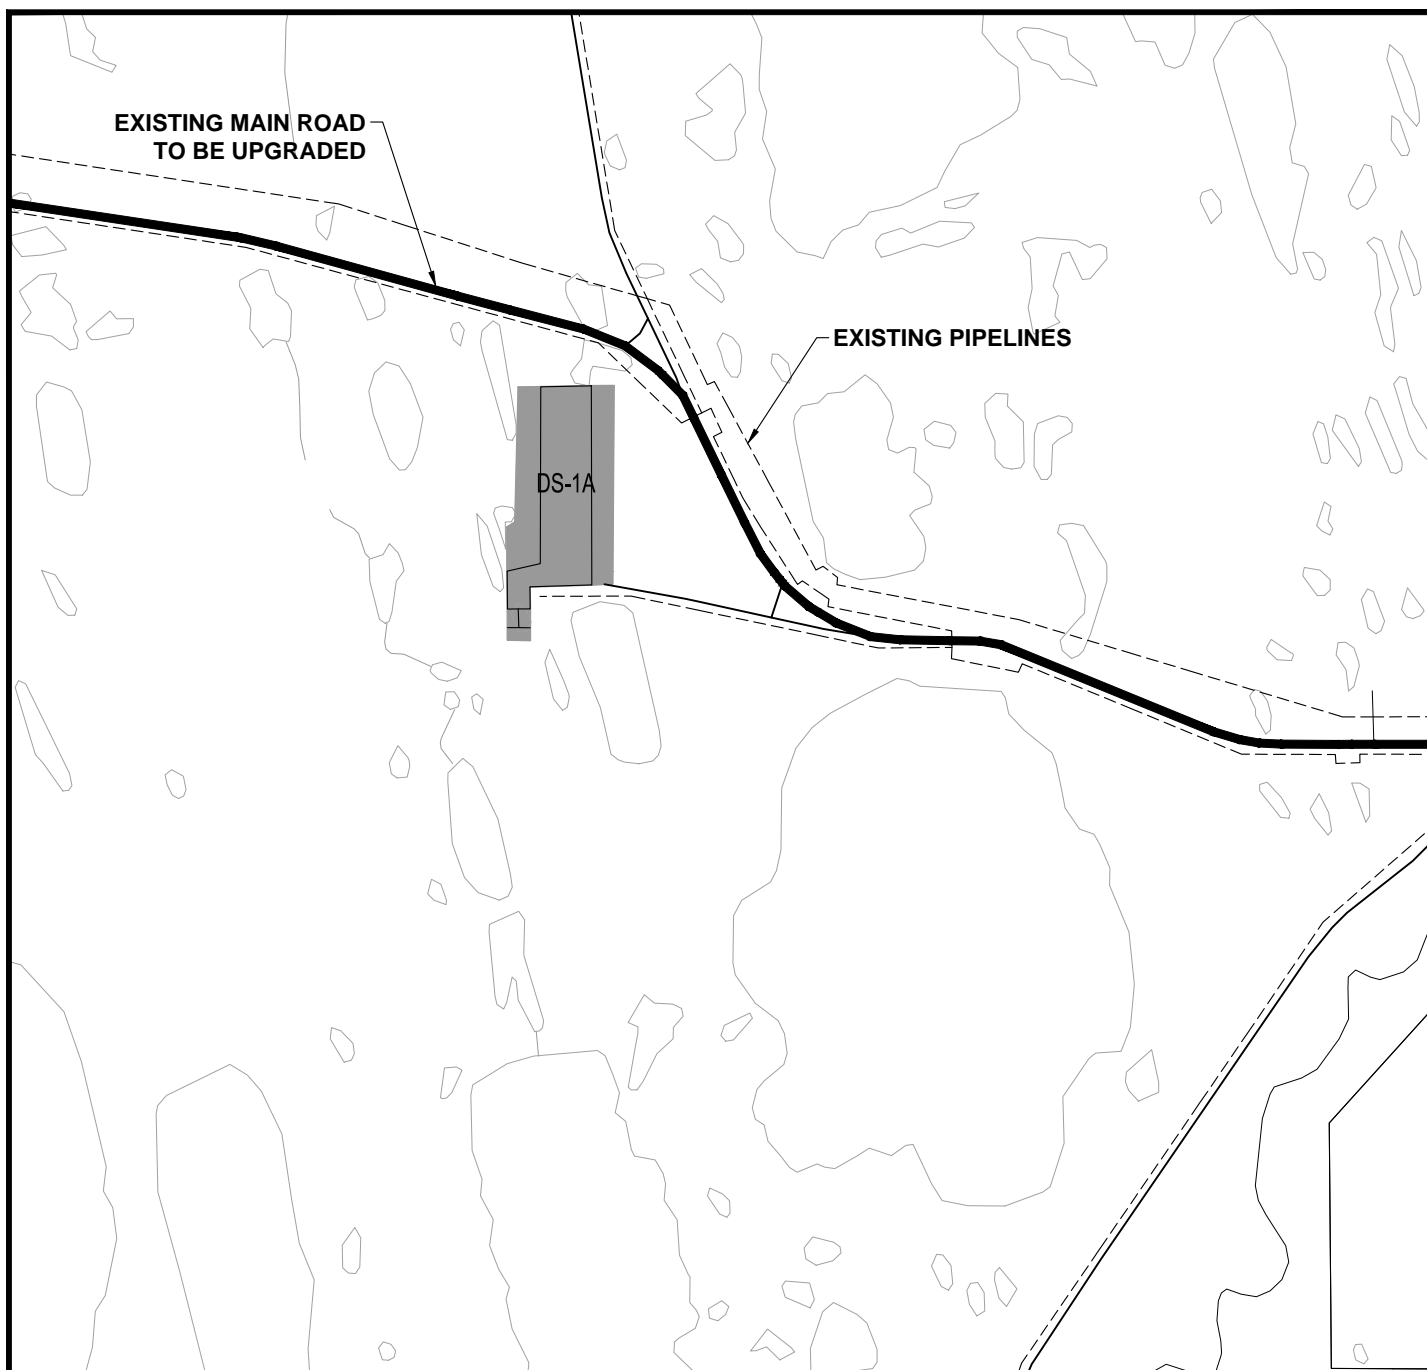 EXISTING MAIN ROAD
TO BE UPGRADED
EXISTING PIPELINES
DS-1A